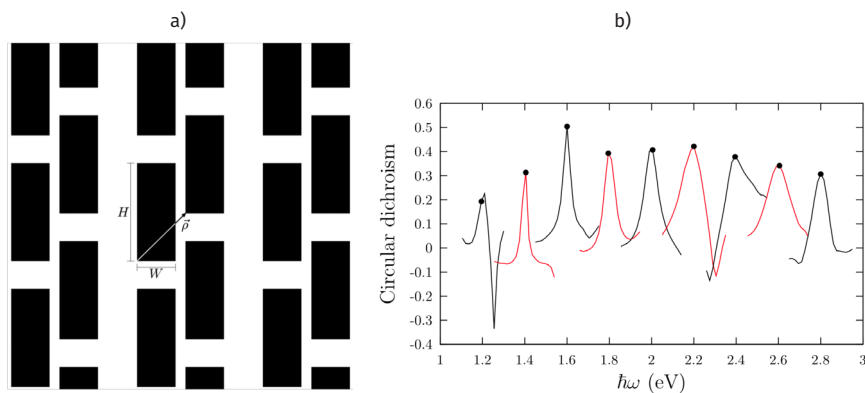 a)
H
W
ρ⃗
b)
Circular dichroism
0.6
0.5
0.4
0.3
0.2
0.1
0
-0.1
-0.2
-0.3
-0.4
1 1.2 1.4 1.6 1.8 2 2.2 2.4 2.6 2.8 3
ħω (eV)